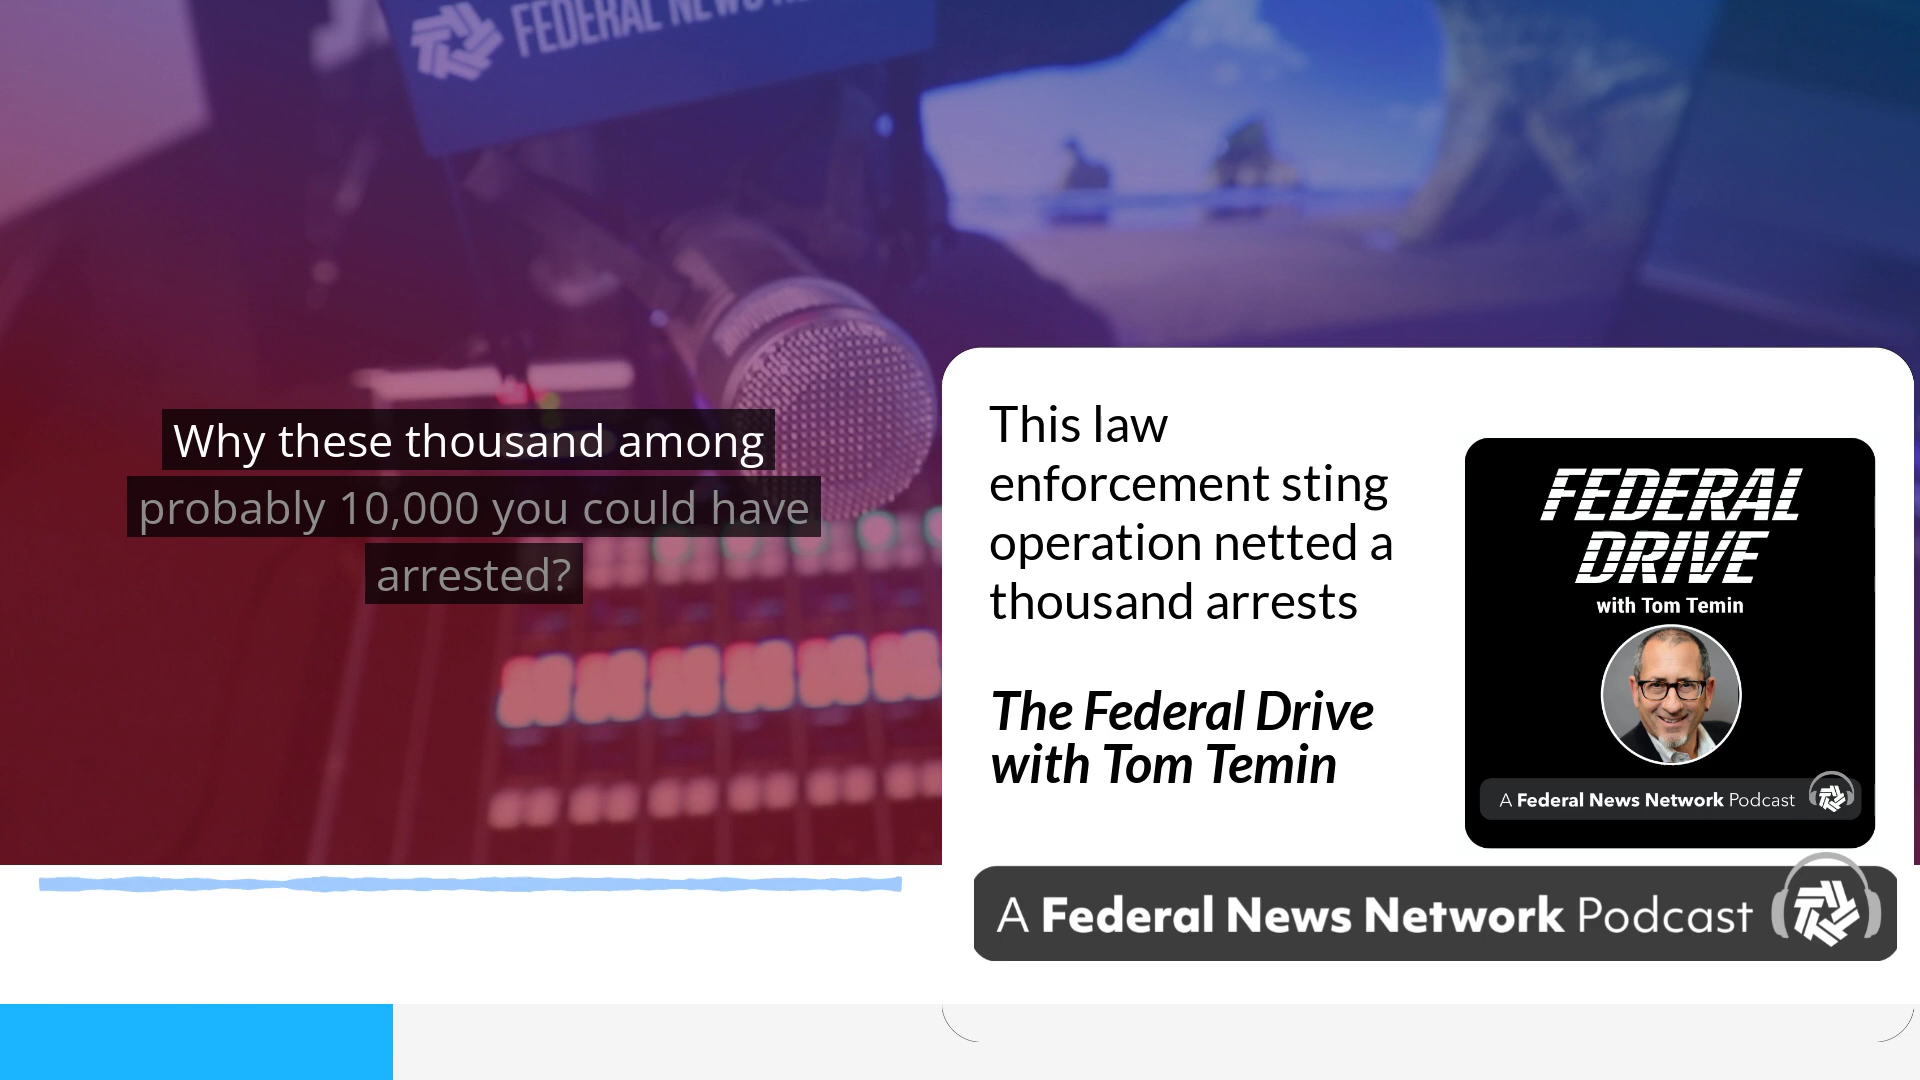 FEDERAL NEWS
Why these thousand among
probably 10,000 you could have
arrested?
This law
enforcement sting
operation netted a
thousand arrests
The Federal Drive
with Tom Temin
FEDERAL
DRIVE
with Tom Temin
A Federal News Network Podcast
A Federal News Network Podcast